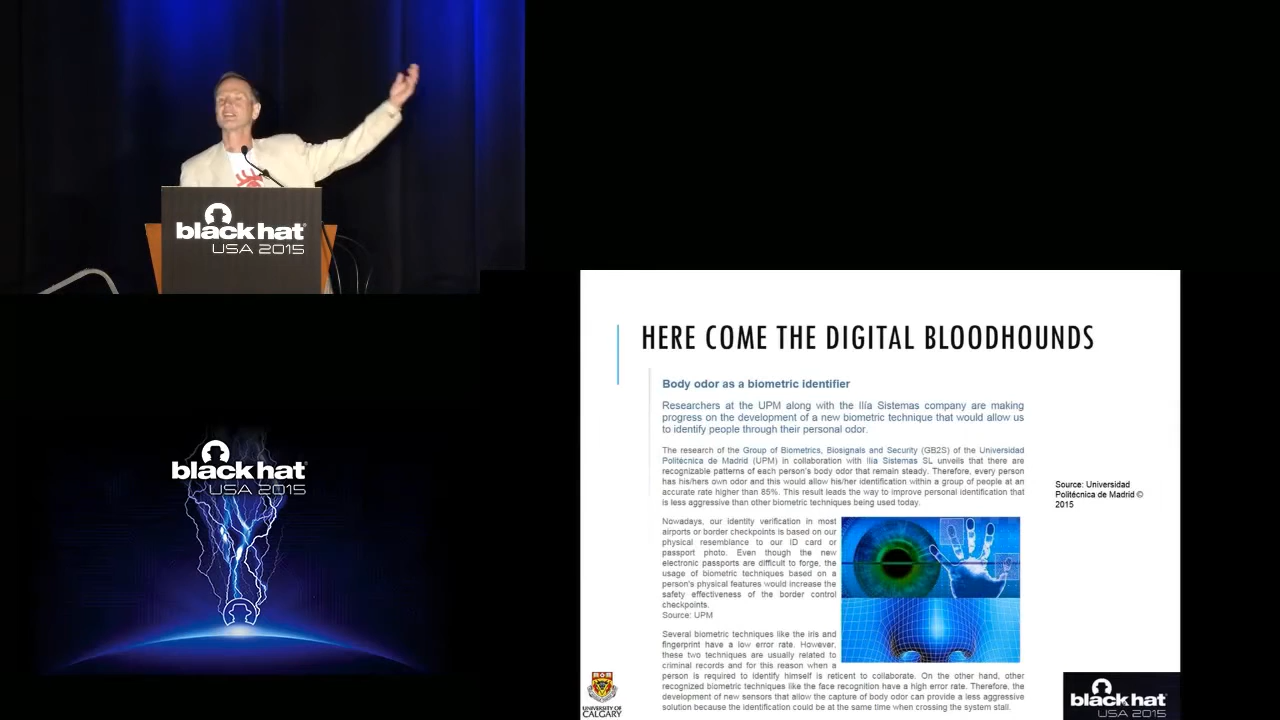 black hat
USA 2015
HERE COME THE DIGITAL BLOODHOUNDS
Body odor as a biometric identifier
Researchers at the UPM along with the Ilía Sistemas company are making
progress on the development of a new biometric technique that would allow us
to identify people through their personal odor.
The research of the Group of Biometrics, Biosignals and Security (GB2S) of the Universidad
Politécnica de Madrid (UPM) in collaboration with Ilía Sistemas SL unveils that there are
recognizable patterns of each person's body odor that remain steady. Therefore, every person
has his/hers own odor and this would allow his/her identification within a group of people at an
accurate rate higher than 85%. This result leads the way to improve personal identification that
is less aggressive than other biometric techniques being used today.
Source: Universidad
Politécnica de Madrid ©
2015
Nowadays, our identity verification in most
airports or border checkpoints is based on our
physical resemblance to our ID card or
passport photo. Even though the new
electronic passports are difficult to forge, the
usage of biometric techniques based on a
person's physical features would increase the
safety effectiveness of the border control
checkpoints.
Source: UPM
Several biometric techniques like the iris and
fingerprint have a low error rate. However,
these two techniques are usually related to
criminal records and for this reason when a
person is required to identify himself is reticent to collaborate. On the other hand, other
recognized biometric techniques like the face recognition have a high error rate. Therefore, the
development of new sensors that allow the capture of body odor can provide a less aggressive
solution because the identification could be at the same time when crossing the system stall.
black hat
USA 2015
UNIVERSITY OF
CALGARY
black hat
USA 2015